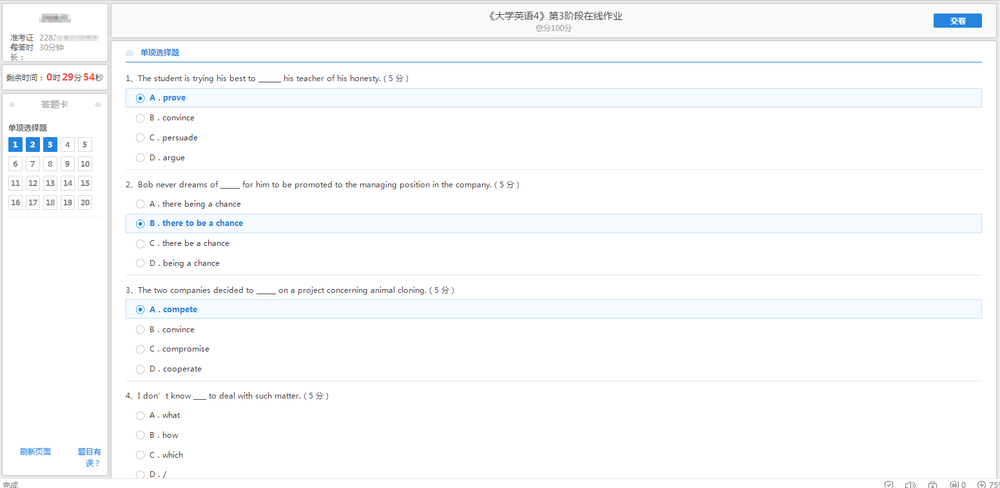 《大学英语4》第3阶段在线作业
总分100分
交卷
准考证
2282
号答时
30分钟
长：
剩余时间：0时29分54秒
答题卡
单项选择题
1 2 3 4 5
6 7 8 9 10
11 12 13 14 15
16 17 18 19 20
刷新页面
题目有
误？
单项选择题
1、The student is trying his best to ______ his teacher of his honesty. ( 5 分 )
A．prove
B．convince
C．persuade
D．argue
2、Bob never dreams of _____ for him to be promoted to the managing position in the company. ( 5 分 )
A．there being a chance
B．there to be a chance
C．there be a chance
D．being a chance
3、The two companies decided to _____ on a project concerning animal cloning. ( 5 分 )
A．compete
B．convince
C．compromise
D．cooperate
4、I don’t know ___ to deal with such matter. ( 5 分 )
A．what
B．how
C．which
D．/
完成
AD 0
75%